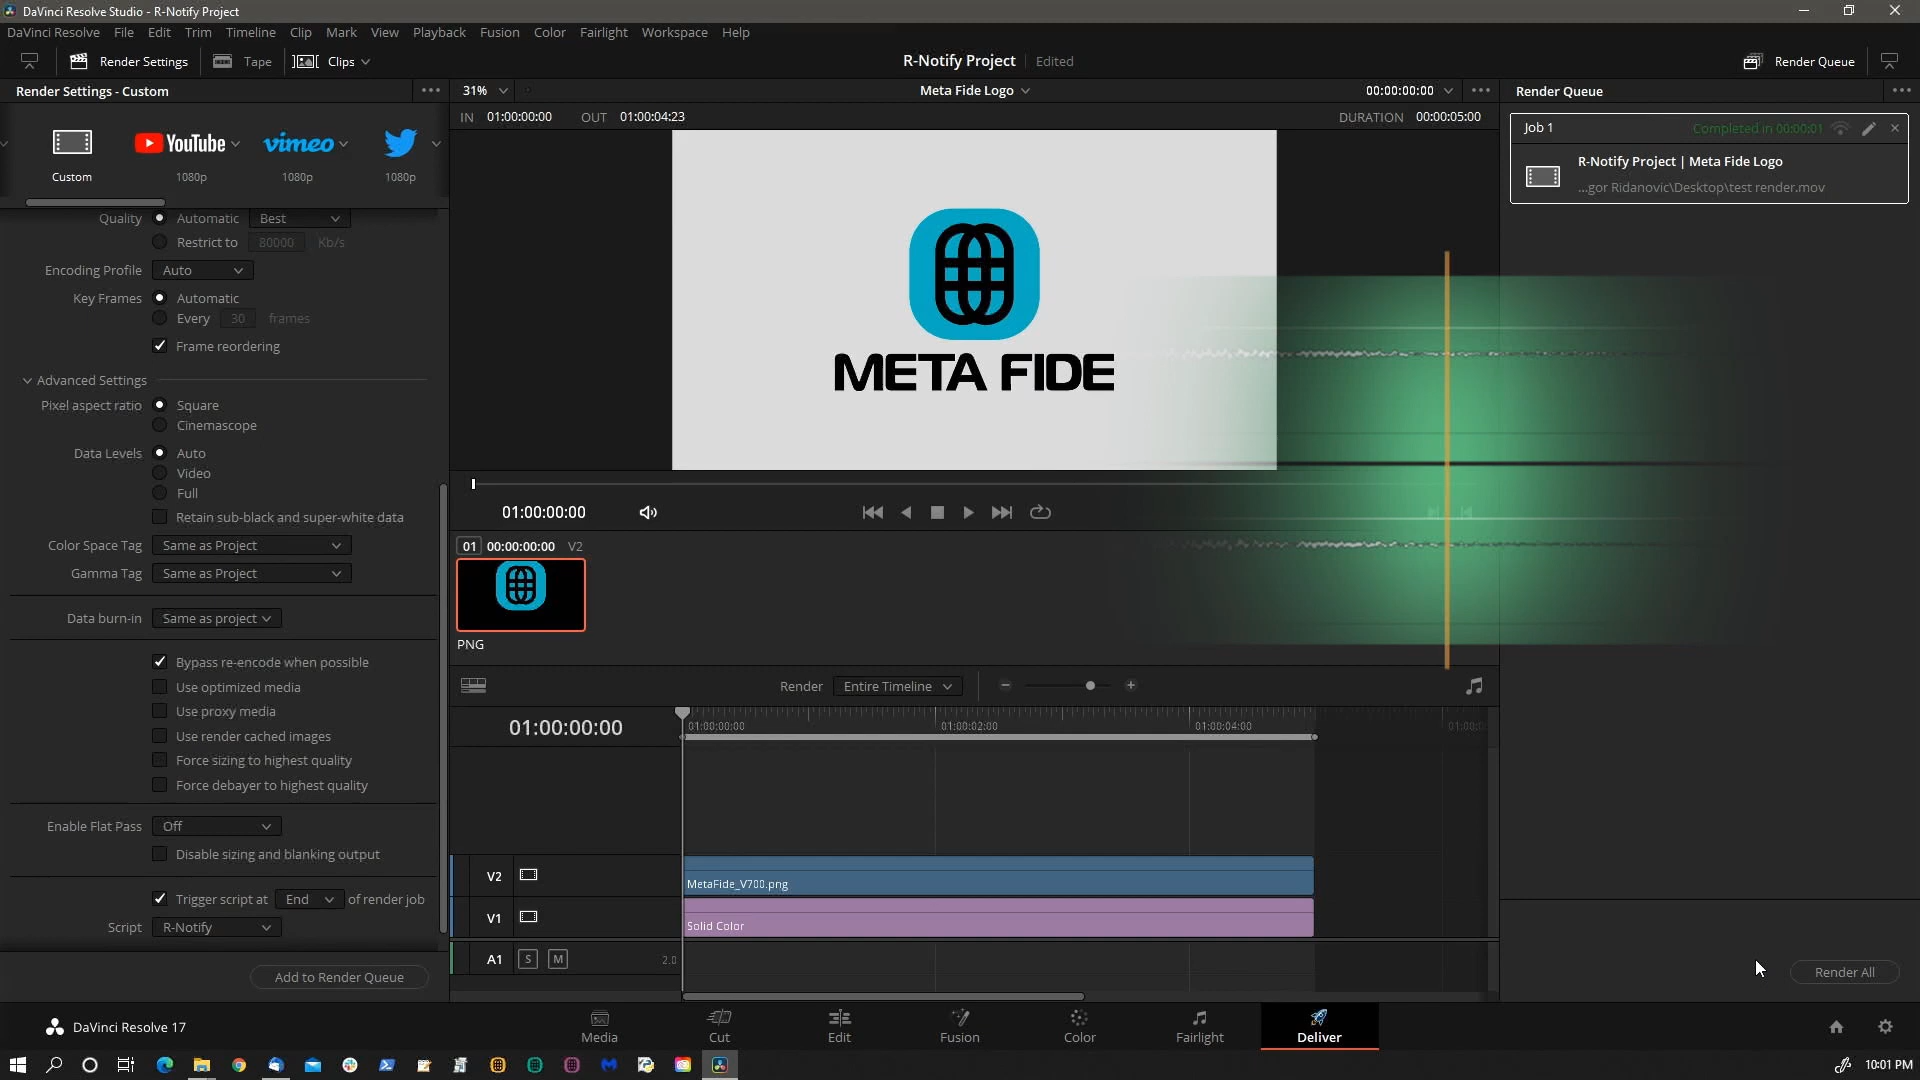 DaVinci Resolve Studio - R-Notify Project
DaVinci Resolve File Edit Trim Timeline Clip Mark View Playback Fusion Color Fairlight Workspace Help
Render Settings Tape Clips R-Notify Project Edited Render Queue
Render Settings - Custom 31% Meta Fide Logo 00:00:00:00 Render Queue
IN 01:00:00:00 OUT 01:00:04:23 DURATION 00:00:05:00
Job 1 Completed in 00:00:01
R-Notify Project | Meta Fide Logo
...gor Ridanovic\Desktop\test render.mov
YouTube vimeo
Custom 1080p 1080p 1080p
Quality Automatic Best
Restrict to 80000 Kb/s
Encoding Profile Auto
Key Frames Automatic
Every 30 frames
Frame reordering
Advanced Settings
Pixel aspect ratio Square
Cinemascope
Data Levels Auto
Video
Full
Retain sub-black and super-white data
Color Space Tag Same as Project
Gamma Tag Same as Project
Data burn-in Same as project
Bypass re-encode when possible
Use optimized media
Use proxy media
Use render cached images
Force sizing to highest quality
Force debayer to highest quality
Enable Flat Pass Off
Disable sizing and blanking output
Trigger script at End of render job
Script R-Notify
Add to Render Queue
META FIDE
01:00:00:00
01 00:00:00:00 V2
PNG
Render Entire Timeline
01:00:00:00
01:00:00:00 01:00:02:00 01:00:04:00
V2 MetaFide_V700.png
V1 Solid Color
A1 S M 2.0
Render All
DaVinci Resolve 17
Media Cut Edit Fusion Color Fairlight Deliver
10:01 PM